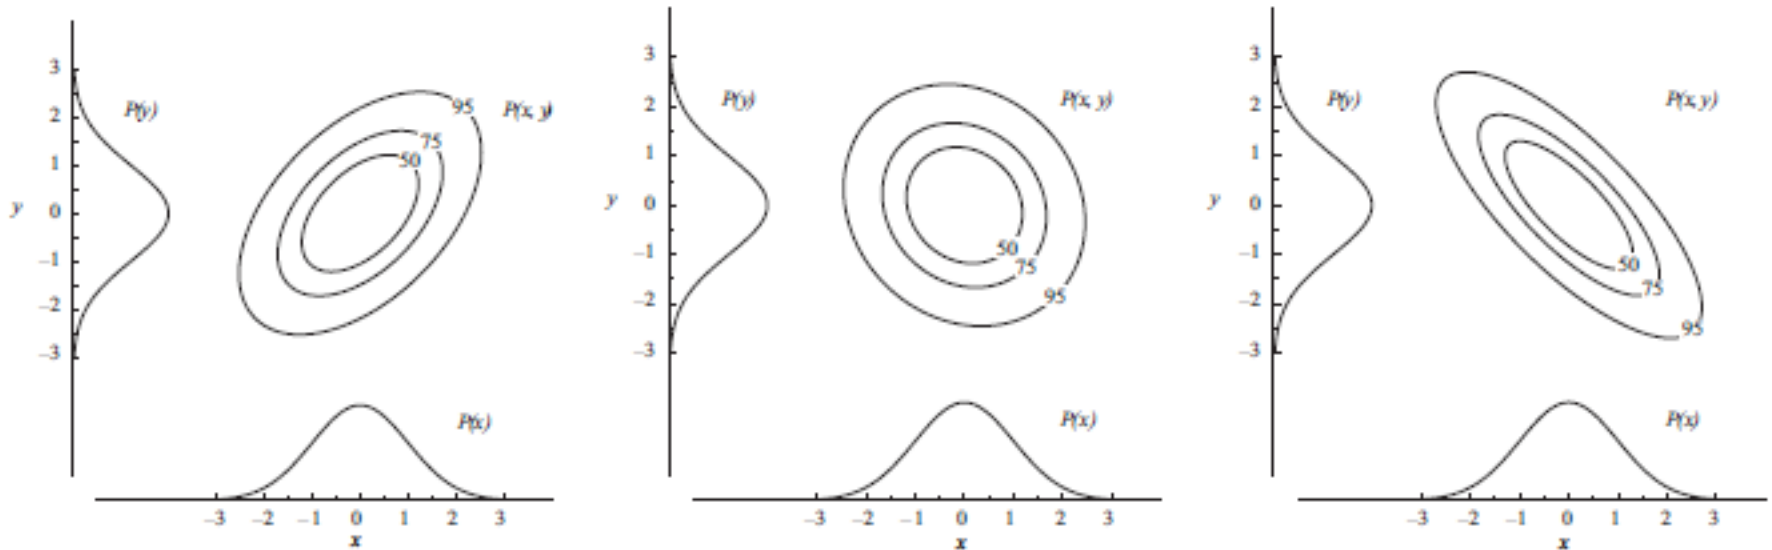 3
2
1
0
–1
–2
–3
y
P(y)
P(x, y)
95
75
50
P(x)
–3 –2 –1 0 1 2 3
x
3
2
1
0
–1
–2
–3
y
P(y)
P(x, y)
50
75
95
P(x)
–3 –2 –1 0 1 2 3
x
3
2
1
0
–1
–2
–3
y
P(y)
P(x, y)
50
75
95
P(x)
–3 –2 –1 0 1 2 3
x